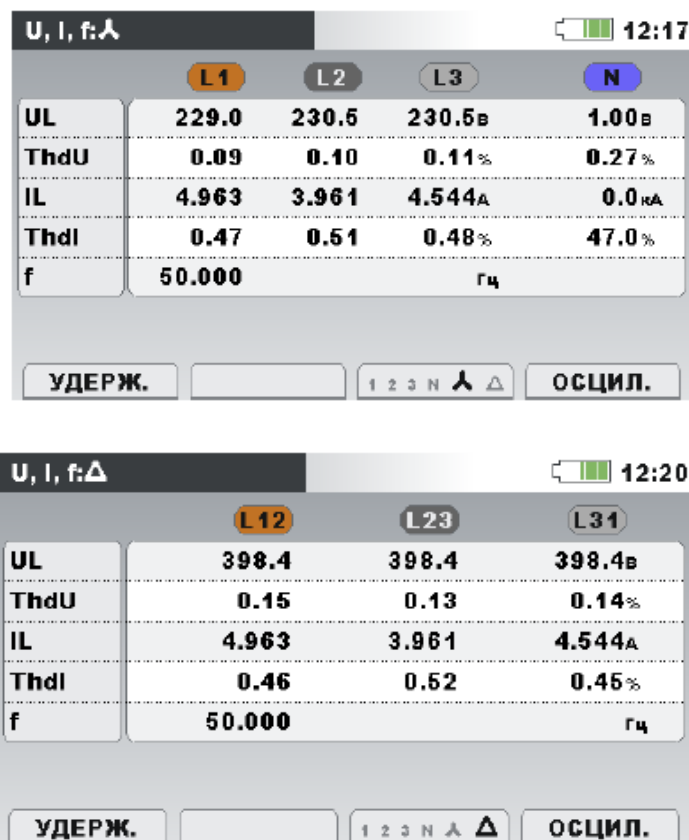 U, I, f:⅄ 12:17
L1 L2 L3 N
UL 229.0 230.5 230.5в 1.00в
ThdU 0.09 0.10 0.11% 0.27%
IL 4.963 3.961 4.544А 0.0кА
ThdI 0.47 0.51 0.48% 47.0%
f 50.000 Гц
УДЕРЖ. 1 2 3 N ⅄ Δ ОСЦИЛ.
U, I, f:Δ 12:20
L12 L23 L31
UL 398.4 398.4 398.4в
ThdU 0.15 0.13 0.14%
IL 4.963 3.961 4.544А
ThdI 0.46 0.52 0.45%
f 50.000 Гц
УДЕРЖ. 1 2 3 N ⅄ Δ ОСЦИЛ.